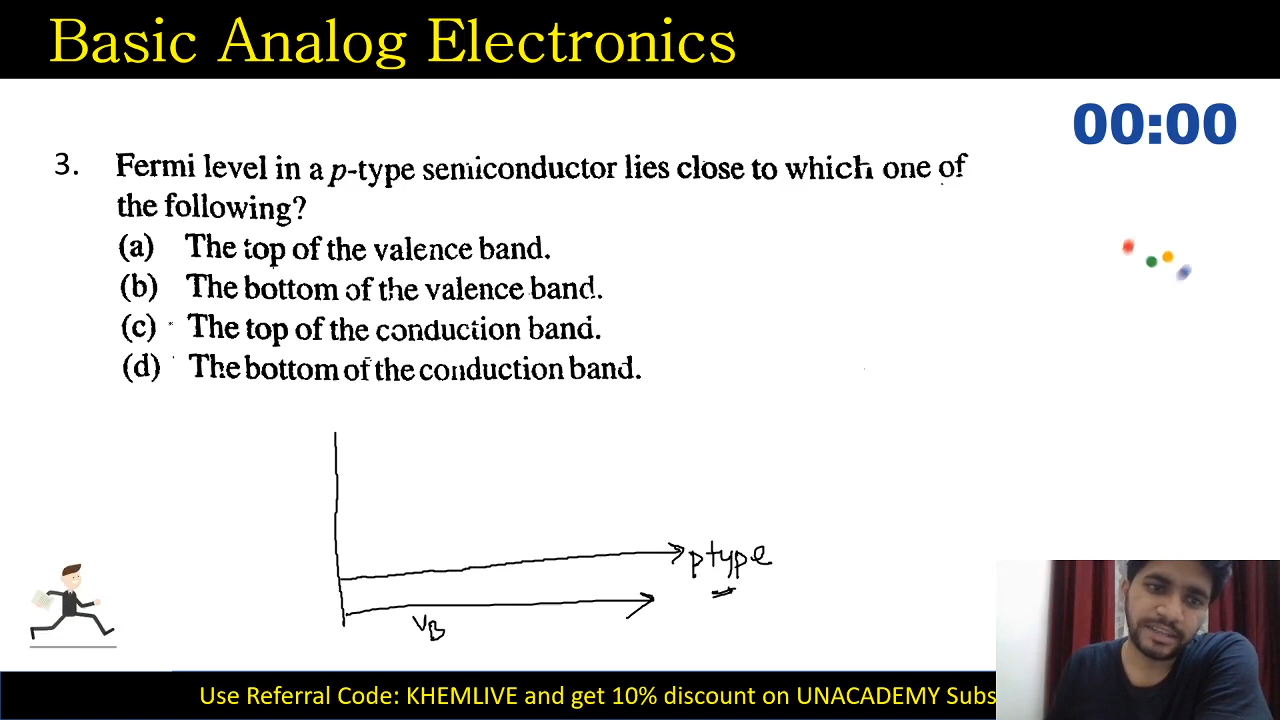 Basic Analog Electronics
00:00
3. Fermi level in a p-type semiconductor lies close to which one of
the following?
(a) The top of the valence band.
(b) The bottom of the valence band.
(c) The top of the conduction band.
(d) The bottom of the conduction band.
ptype
VB
Use Referral Code: KHEMLIVE and get 10% discount on UNACADEMY Subs